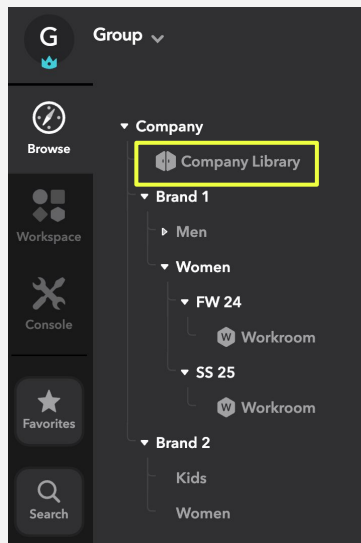 G
Group
Browse
Workspace
Console
Favorites
Search
Company
Company Library
Brand 1
Men
Women
FW 24
W Workroom
SS 25
W Workroom
Brand 2
Kids
Women